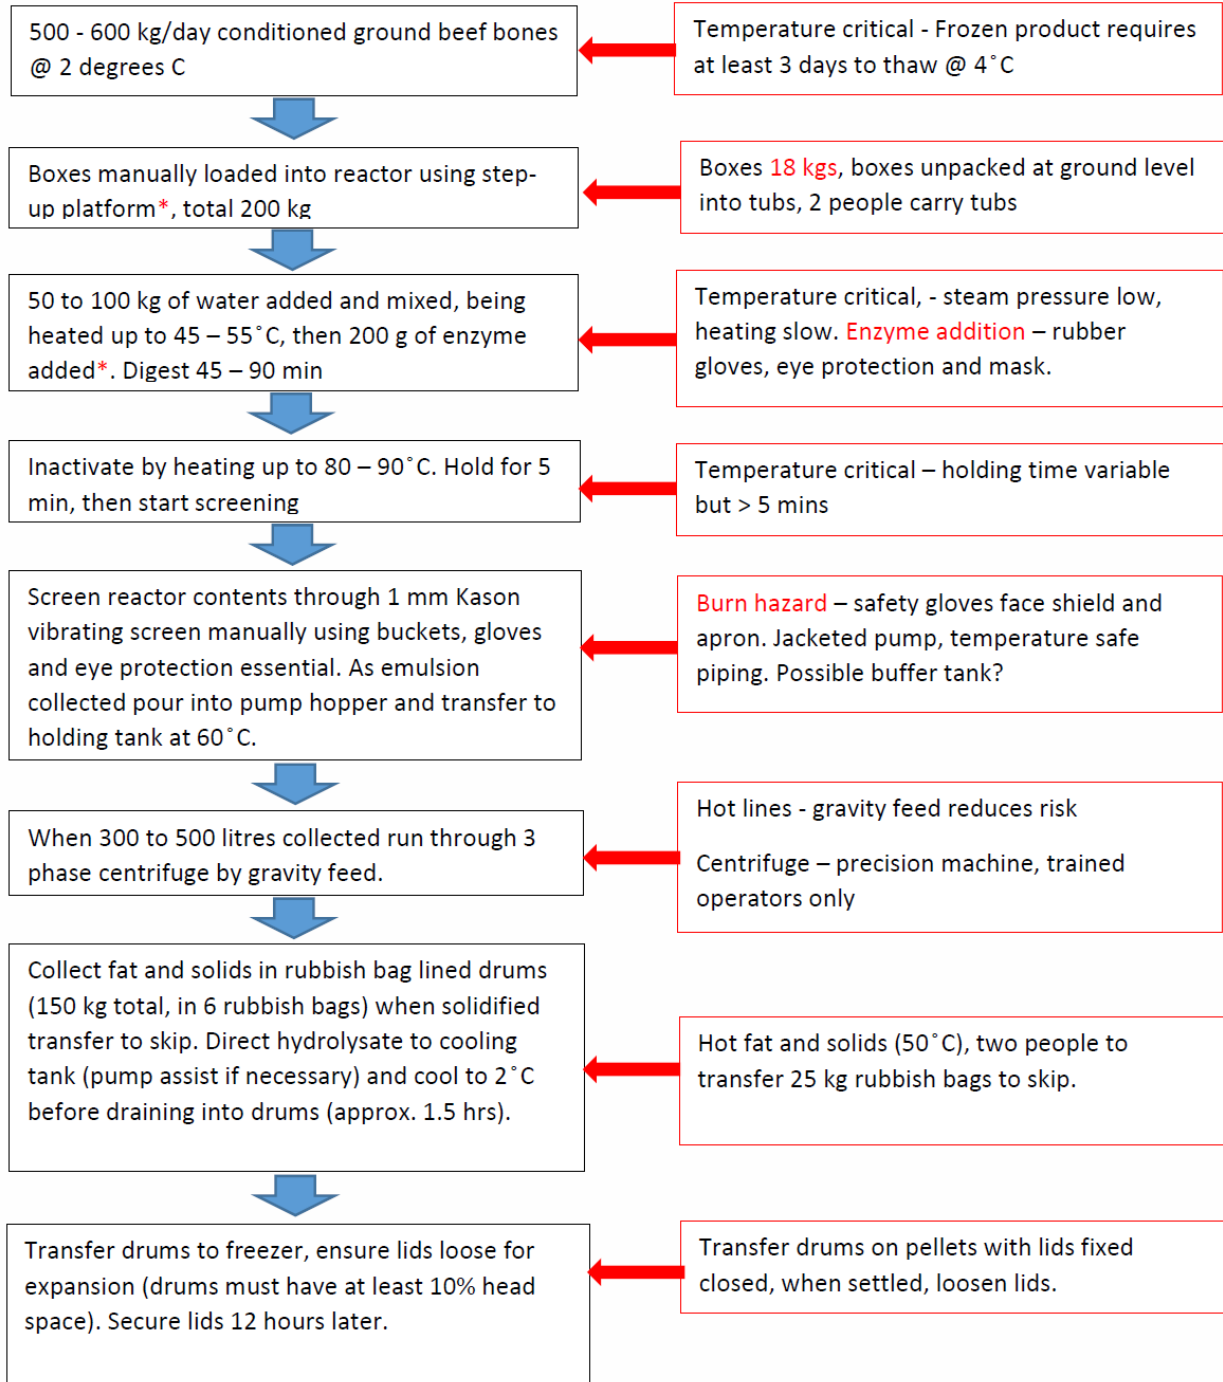 500 - 600 kg/day conditioned ground beef bones
@ 2 degrees C
Temperature critical - Frozen product requires
at least 3 days to thaw @ 4˚C
Boxes manually loaded into reactor using step-
up platform*, total 200 kg
Boxes 18 kgs, boxes unpacked at ground level
into tubs, 2 people carry tubs
50 to 100 kg of water added and mixed, being
heated up to 45 – 55˚C, then 200 g of enzyme
added*. Digest 45 – 90 min
Temperature critical, - steam pressure low,
heating slow. Enzyme addition – rubber
gloves, eye protection and mask.
Inactivate by heating up to 80 – 90˚C. Hold for 5
min, then start screening
Temperature critical – holding time variable
but > 5 mins
Screen reactor contents through 1 mm Kason
vibrating screen manually using buckets, gloves
and eye protection essential. As emulsion
collected pour into pump hopper and transfer to
holding tank at 60˚C.
Burn hazard – safety gloves face shield and
apron. Jacketed pump, temperature safe
piping. Possible buffer tank?
When 300 to 500 litres collected run through 3
phase centrifuge by gravity feed.
Hot lines - gravity feed reduces risk
Centrifuge – precision machine, trained
operators only
Collect fat and solids in rubbish bag lined drums
(150 kg total, in 6 rubbish bags) when solidified
transfer to skip. Direct hydrolysate to cooling
tank (pump assist if necessary) and cool to 2˚C
before draining into drums (approx. 1.5 hrs).
Hot fat and solids (50˚C), two people to
transfer 25 kg rubbish bags to skip.
Transfer drums to freezer, ensure lids loose for
expansion (drums must have at least 10% head
space). Secure lids 12 hours later.
Transfer drums on pellets with lids fixed
closed, when settled, loosen lids.